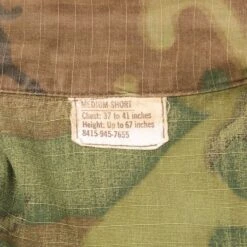 MEDIUM-SHORT
Chest: 37 to 41 inches
Height: Up to 67 inches
8415-945-7655